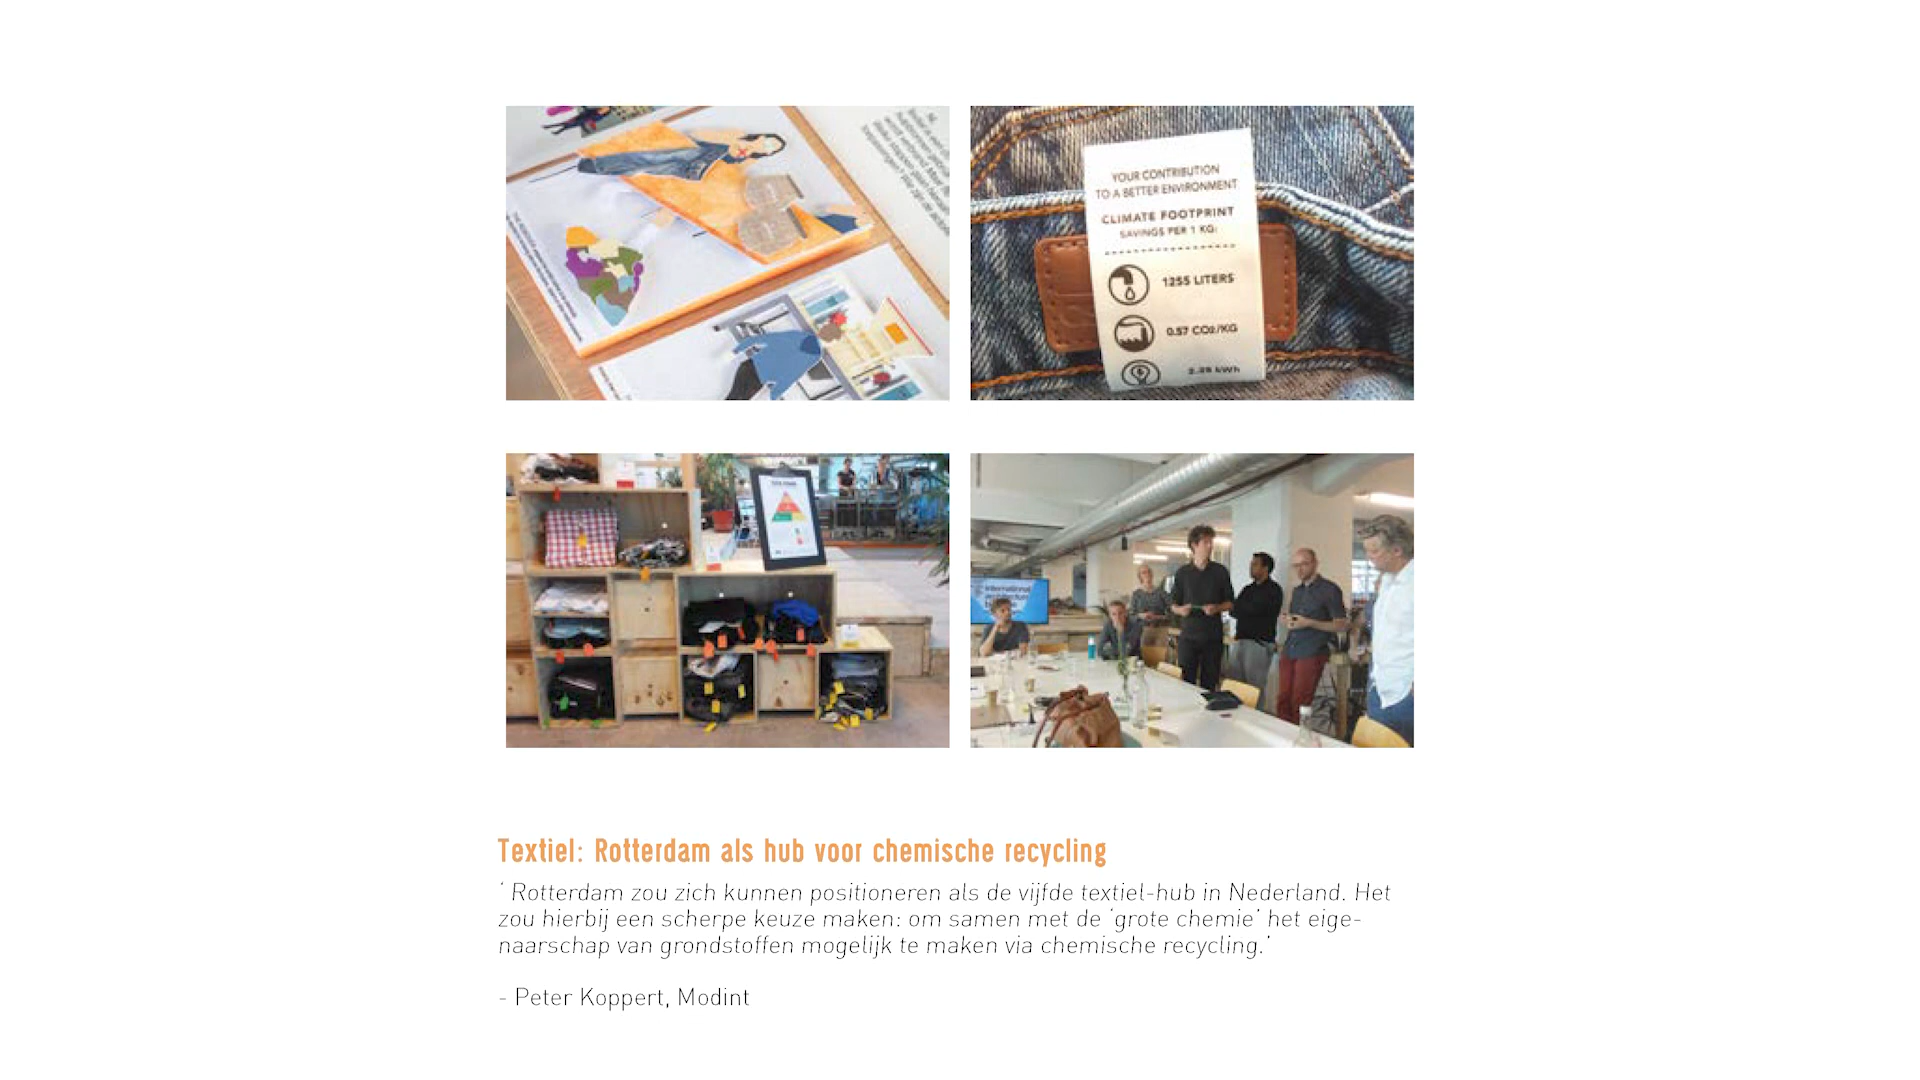 YOUR CONTRIBUTION
TO A BETTER ENVIRONMENT
CLIMATE FOOTPRINT
SAVINGS PER 1 KG:
1255 LITERS
0.57 CO2/KG
kWh
international
architecture
Textiel: Rotterdam als hub voor chemische recycling
‘ Rotterdam zou zich kunnen positioneren als de vijfde textiel-hub in Nederland. Het
zou hierbij een scherpe keuze maken: om samen met de ‘grote chemie’ het eige-
naarschap van grondstoffen mogelijk te maken via chemische recycling.’
- Peter Koppert, Modint